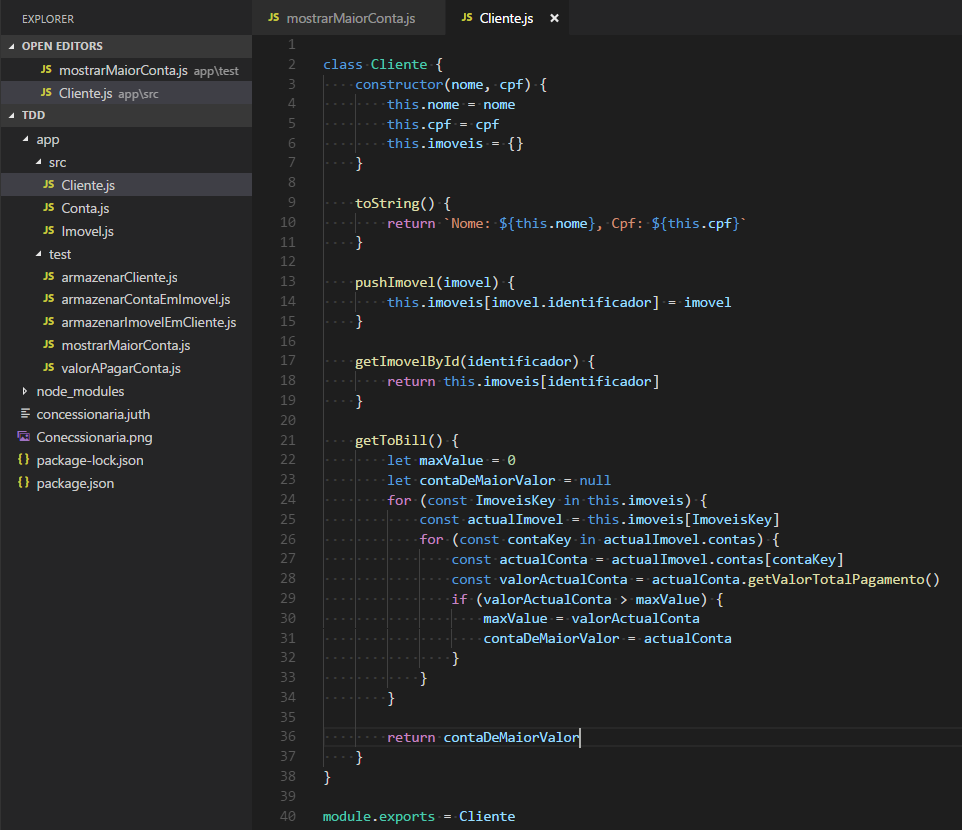 EXPLORER
OPEN EDITORS
JS mostrarMaiorConta.js app\test
JS Cliente.js app\src
TDD
app
src
JS Cliente.js
JS Conta.js
JS Imovel.js
test
JS armazenarCliente.js
JS armazenarContaEmImovel.js
JS armazenarImovelEmCliente.js
JS mostrarMaiorConta.js
JS valorAPagarConta.js
node_modules
concessionaria.juth
Conecssionaria.png
{} package-lock.json
{} package.json
JS mostrarMaiorConta.js JS Cliente.js ×
1
2 class Cliente {
3     constructor(nome, cpf) {
4         this.nome = nome
5         this.cpf = cpf
6         this.imoveis = {}
7     }
8
9     toString() {
10         return `Nome: ${this.nome}, Cpf: ${this.cpf}`
11     }
12
13     pushImovel(imovel) {
14         this.imoveis[imovel.identificador] = imovel
15     }
16
17     getImovelById(identificador) {
18         return this.imoveis[identificador]
19     }
20
21     getToBill() {
22         let maxValue = 0
23         let contaDeMaiorValor = null
24         for (const ImoveisKey in this.imoveis) {
25             const actualImovel = this.imoveis[ImoveisKey]
26             for (const contaKey in actualImovel.contas) {
27                 const actualConta = actualImovel.contas[contaKey]
28                 const valorActualConta = actualConta.getValorTotalPagamento()
29                 if (valorActualConta > maxValue) {
30                     maxValue = valorActualConta
31                     contaDeMaiorValor = actualConta
32                 }
33             }
34         }
35
36         return contaDeMaiorValor
37     }
38 }
39
40 module.exports = Cliente